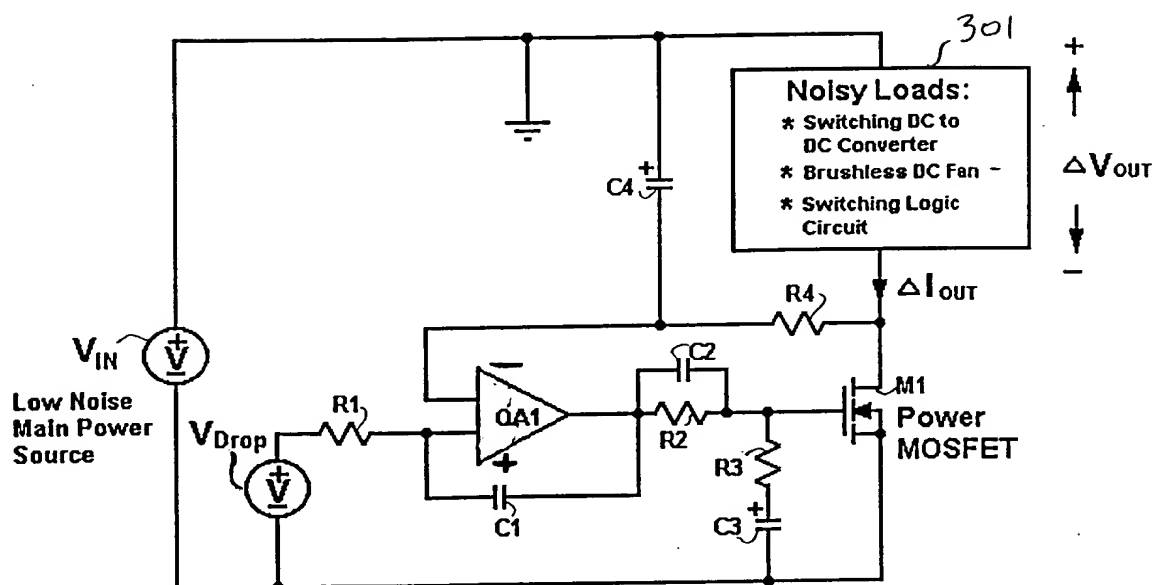 301
Noisy Loads:
* Switching DC to
DC Converter
* Brushless DC Fan -
* Switching Logic
Circuit
+
ΔVOUT
−
+
C4
ΔIOUT
R4
VIN
+
V
−
Low Noise
Main Power
Source
VDrop
+
V
−
R1
−
OA1
+
C1
C2
R2
R3
+
C3
M1
Power
MOSFET